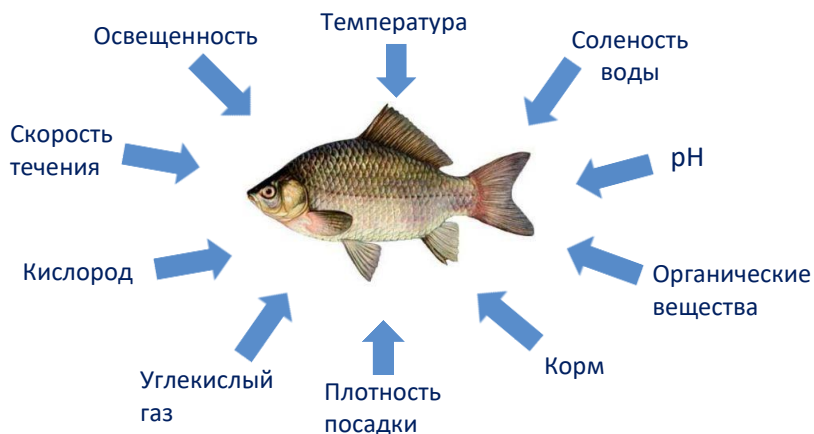 Температура
Освещенность
Соленость
воды
Скорость
течения
pH
Кислород
Органические
вещества
Корм
Углекислый
газ
Плотность
посадки